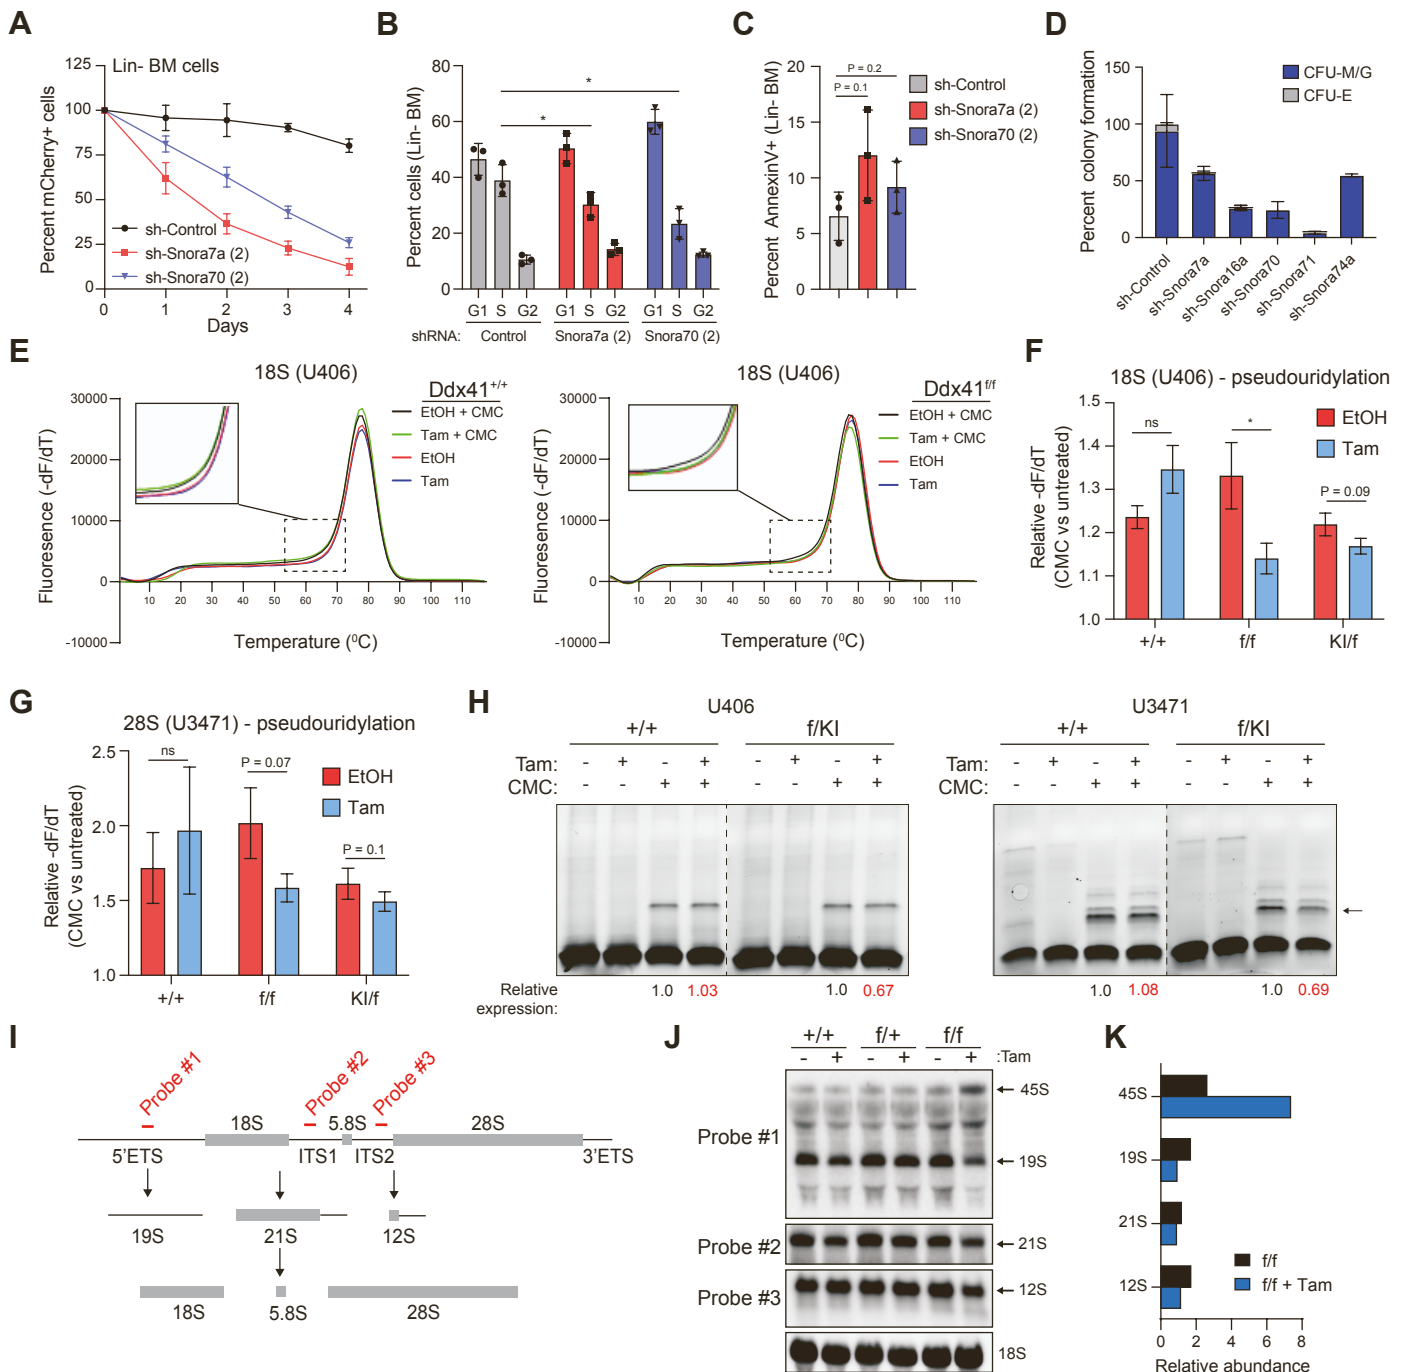 A
Lin- BM cells
Percent mCherry+ cells
125
100
75
50
25
0
sh-Control
sh-Snora7a (2)
sh-Snora70 (2)
0 1 2 3 4
Days
B
Percent cells (Lin- BM)
80
60
40
20
0
*
*
G1 S G2 G1 S G2 G1 S G2
shRNA: Control Snora7a (2) Snora70 (2)
C
Percent AnnexinV+ (Lin- BM)
20
15
10
5
0
P = 0.2
P = 0.1
sh-Control
sh-Snora7a (2)
sh-Snora70 (2)
D
Percent colony formation
150
100
50
0
CFU-M/G
CFU-E
sh-Control
sh-Snora7a
sh-Snora16a
sh-Snora70
sh-Snora71
sh-Snora74a
E
18S (U406)
Ddx41+/+
EtOH + CMC
Tam + CMC
EtOH
Tam
Fluoresence (-dF/dT)
30000
20000
10000
0
-10000
10 20 30 40 50 60 70 80 90 100 110
Temperature (⁰C)
18S (U406)
Ddx41f/f
EtOH + CMC
Tam + CMC
EtOH
Tam
Fluoresence (-dF/dT)
30000
20000
10000
0
-10000
10 20 30 40 50 60 70 80 90 100 110
Temperature (⁰C)
F
18S (U406) - pseudouridylation
Relative -dF/dT
(CMC vs untreated)
1.5
1.4
1.3
1.2
1.1
1.0
ns
*
P = 0.09
EtOH
Tam
+/+ f/f KI/f
G
28S (U3471) - pseudouridylation
Relative -dF/dT
(CMC vs untreated)
2.5
2.0
1.5
1.0
ns
P = 0.07
P = 0.1
EtOH
Tam
+/+ f/f KI/f
H
U406
+/+ f/KI
Tam: - + - + - + - +
CMC: - - + + - - + +
Relative
expression:
1.0 1.03 1.0 0.67
U3471
+/+ f/KI
Tam: - + - + - + - +
CMC: - - + + - - + +
1.0 1.08 1.0 0.69
I
Probe #1
Probe #2
Probe #3
18S 5.8S 28S
5'ETS ITS1 ITS2 3'ETS
19S 21S 12S
18S 5.8S 28S
J
+/+ f/+ f/f
- + - + - + :Tam
Probe #1
45S
19S
Probe #2
21S
Probe #3
12S
18S
K
45S
19S
21S
12S
f/f
f/f + Tam
0 2 4 6 8
Relative abundance